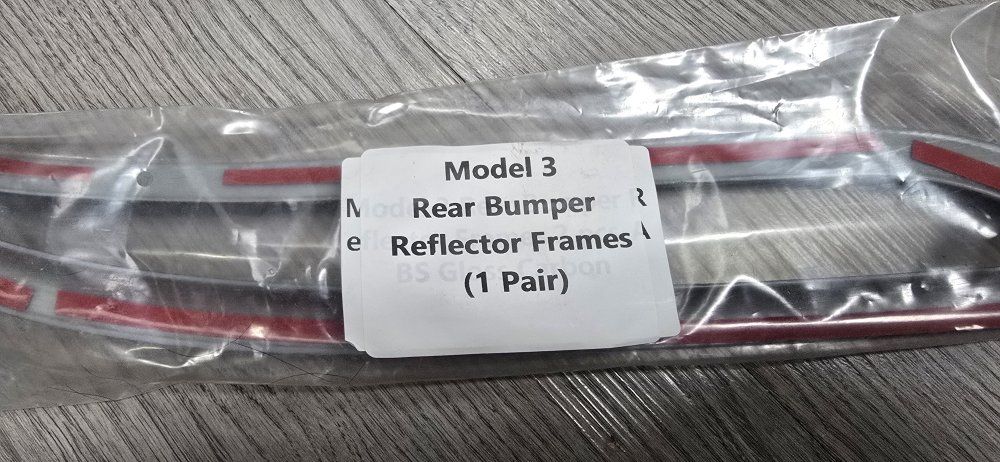 Model 3
Rear Bumper
Reflector Frames
(1 Pair)